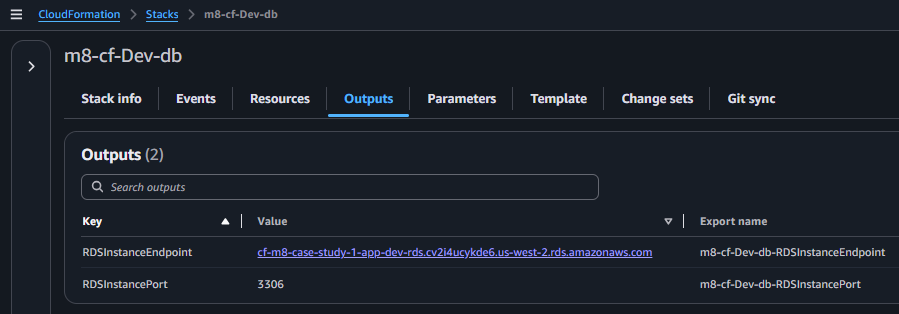 CloudFormation > Stacks > m8-cf-Dev-db
m8-cf-Dev-db
Stack info Events Resources Outputs Parameters Template Change sets Git sync
Outputs (2)
Search outputs
Key Value Export name
RDSInstanceEndpoint cf-m8-case-study-1-app-dev-rds.cv2i4ucykde6.us-west-2.rds.amazonaws.com m8-cf-Dev-db-RDSInstanceEndpoint
RDSInstancePort 3306 m8-cf-Dev-db-RDSInstancePort